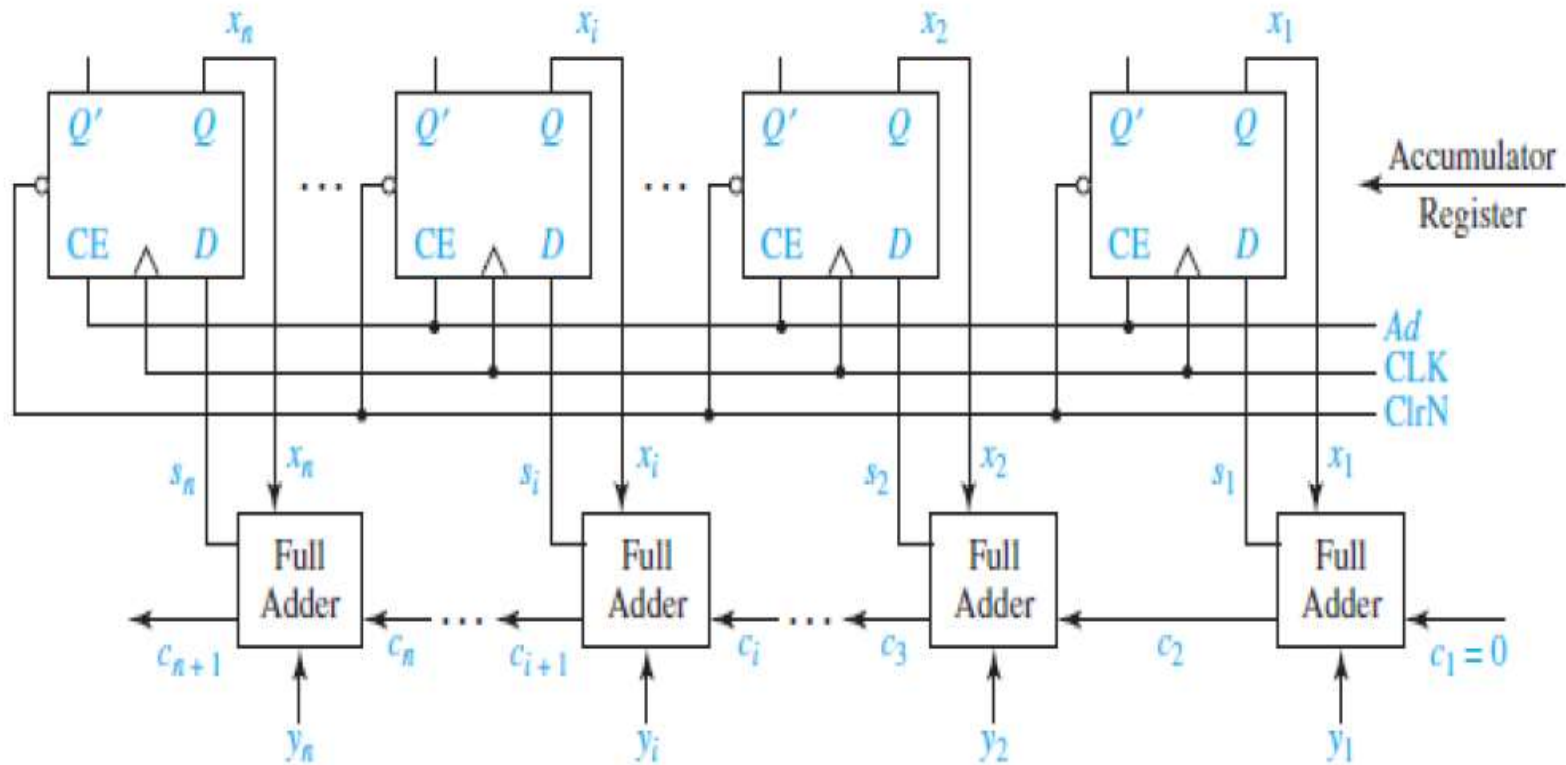 xₙ xᵢ x₂ x₁
Q′ Q Q′ Q Q′ Q Q′ Q
Accumulator
Register
... ...
CE D CE D CE D CE D
Ad
CLK
ClrN
sₙ xₙ sᵢ xᵢ s₂ x₂ s₁ x₁
Full Full Full Full
Adder Adder Adder Adder
... ...
cₙ₊₁ cₙ cᵢ₊₁ cᵢ c₃ c₂ c₁ = 0
yₙ yᵢ y₂ y₁